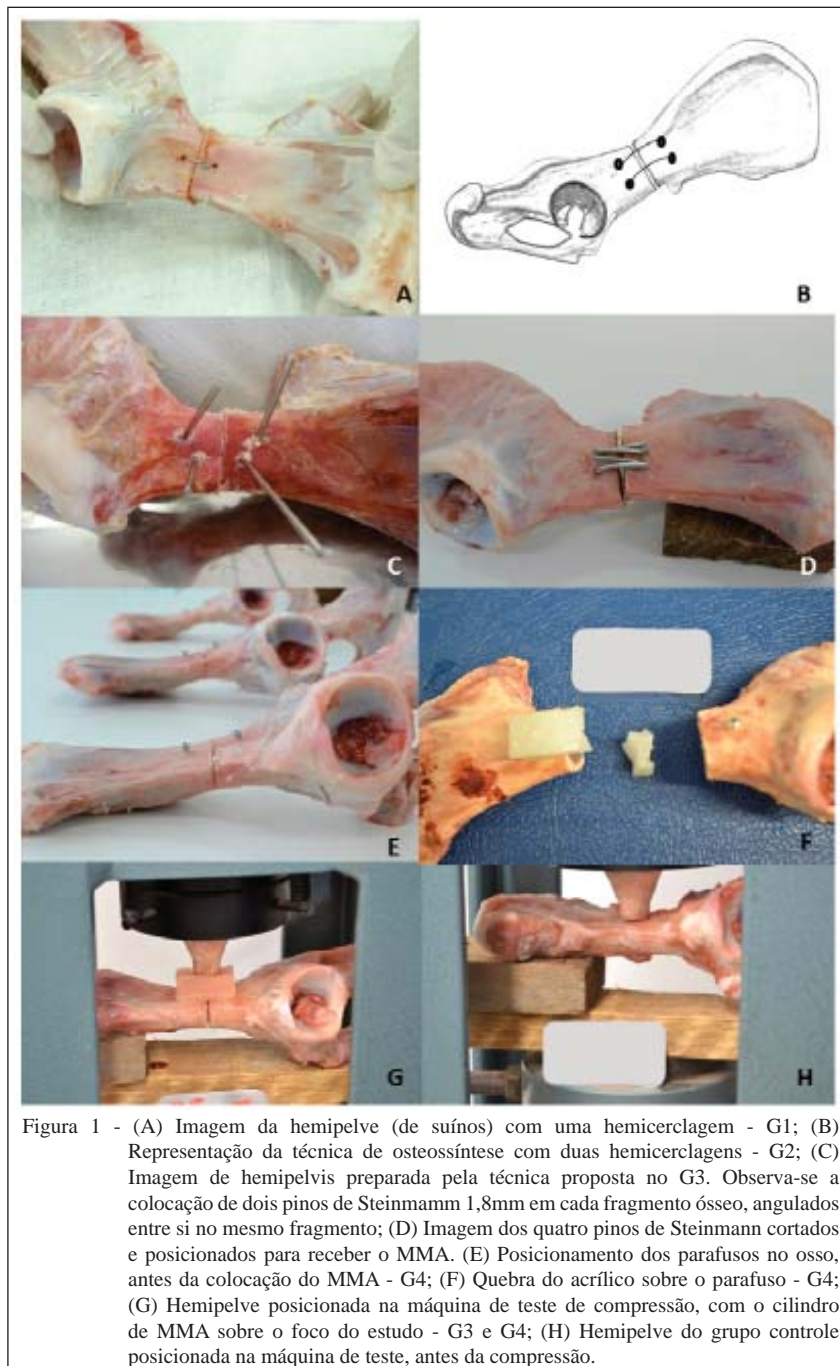 A
B
C
D
E
F
G
H
Figura 1 - (A) Imagem da hemipelve (de suínos) com uma hemicerclagem - G1; (B)
Representação da técnica de osteossíntese com duas hemicerclagens - G2; (C)
Imagem de hemipelvis preparada pela técnica proposta no G3. Observa-se a
colocação de dois pinos de Steinmamm 1,8mm em cada fragmento ósseo, angulados
entre si no mesmo fragmento; (D) Imagem dos quatro pinos de Steinmann cortados
e posicionados para receber o MMA. (E) Posicionamento dos parafusos no osso,
antes da colocação do MMA - G4; (F) Quebra do acrílico sobre o parafuso - G4;
(G) Hemipelve posicionada na máquina de teste de compressão, com o cilindro
de MMA sobre o foco do estudo - G3 e G4; (H) Hemipelve do grupo controle
posicionada na máquina de teste, antes da compressão.